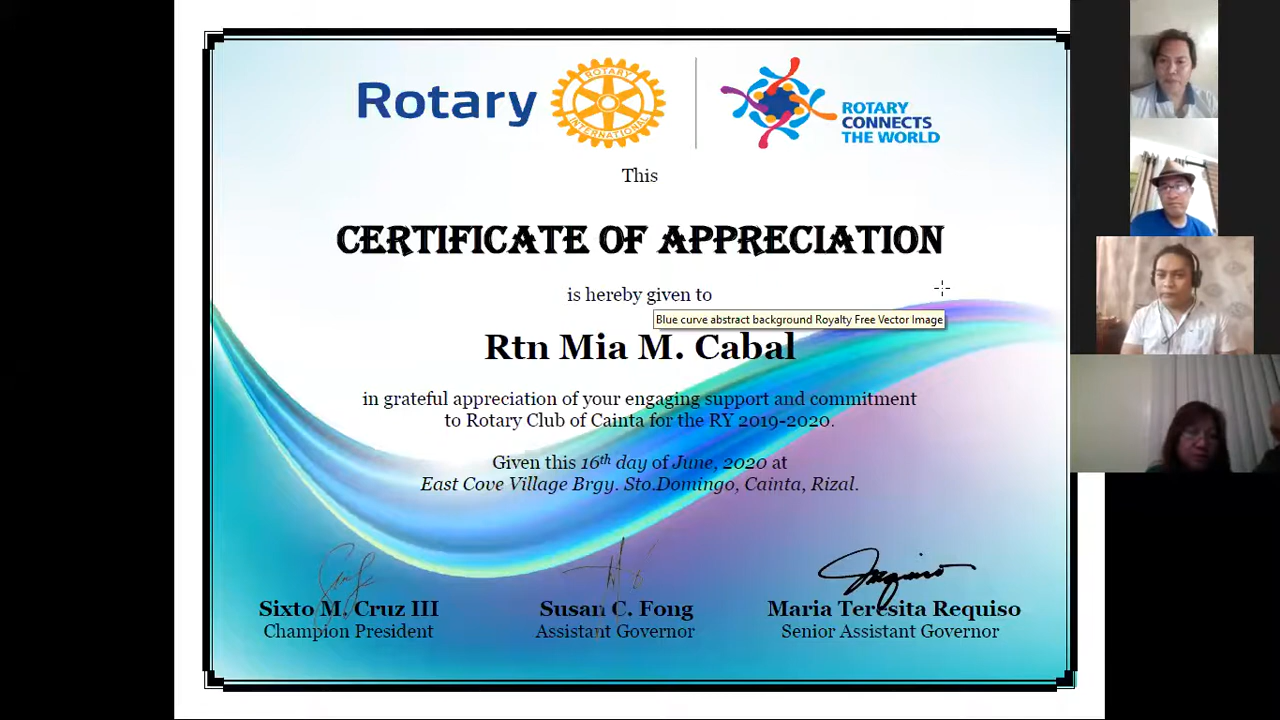 Rotary
ROTARY
INTERNATIONAL
ROTARY
CONNECTS
THE WORLD
This
CERTIFICATE OF APPRECIATION
is hereby given to
Blue curve abstract background Royalty Free Vector Image
Rtn Mia M. Cabal
in grateful appreciation of your engaging support and commitment
to Rotary Club of Cainta for the RY 2019-2020.
Given this 16th day of June, 2020 at
East Cove Village Brgy. Sto.Domingo, Cainta, Rizal.
Sixto M. Cruz III
Champion President
Susan C. Fong
Assistant Governor
Maria Teresita Requiso
Senior Assistant Governor